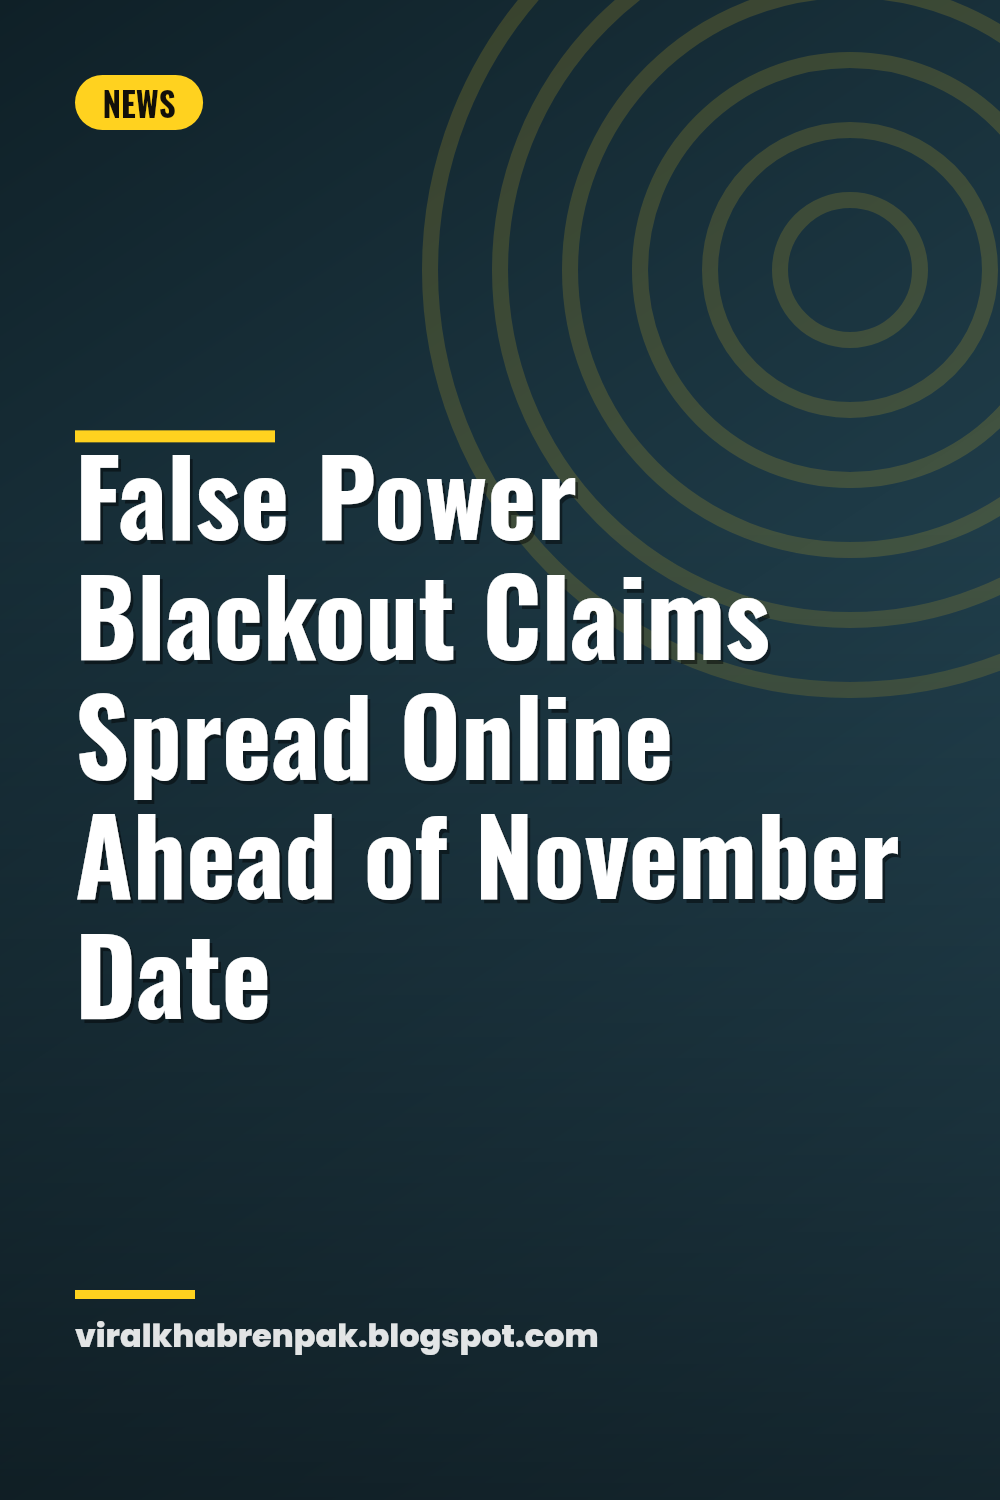 NEWS
False Power
Blackout Claims
Spread Online
Ahead of November
Date
viralkhabrenpak.blogspot.com